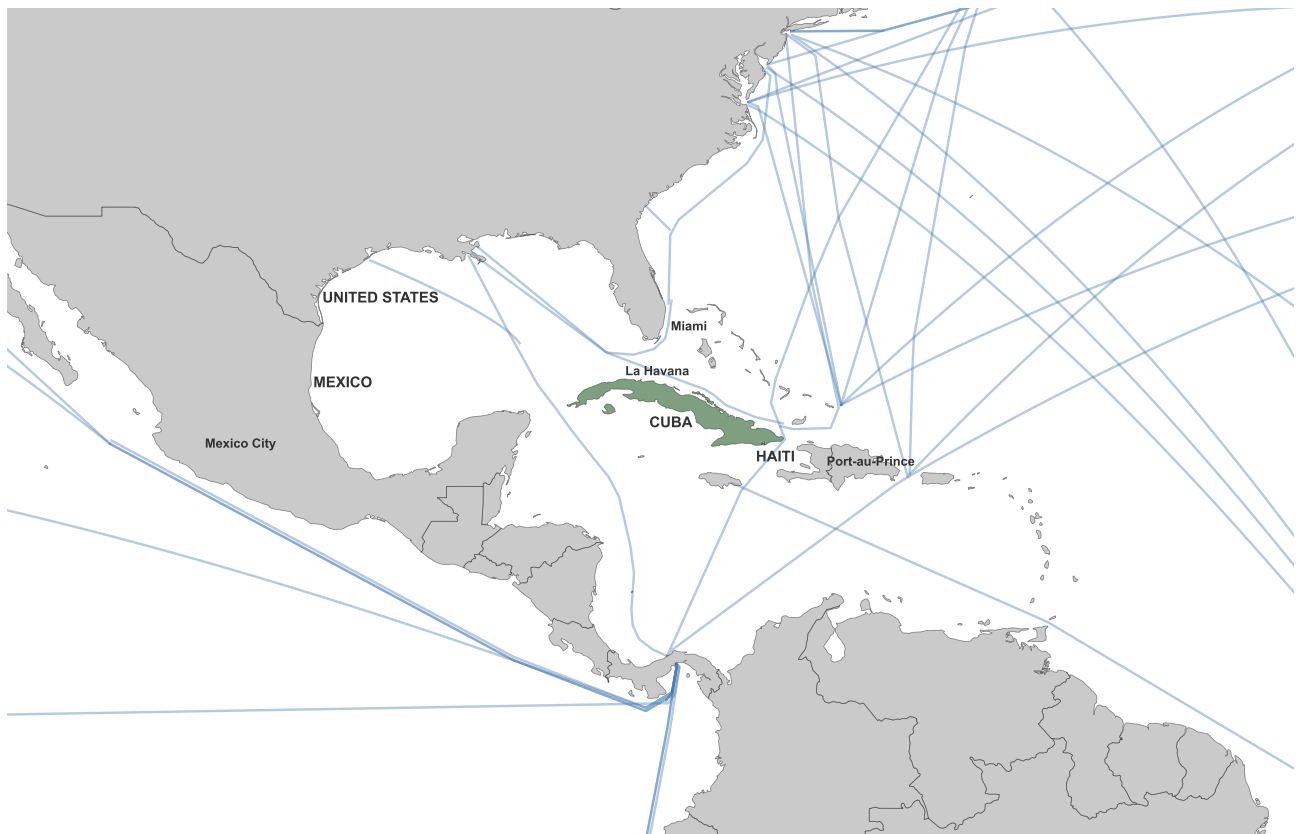 UNITED STATES
Miami
La Havana
MEXICO
CUBA
Mexico City
HAITI
Port-au-Prince